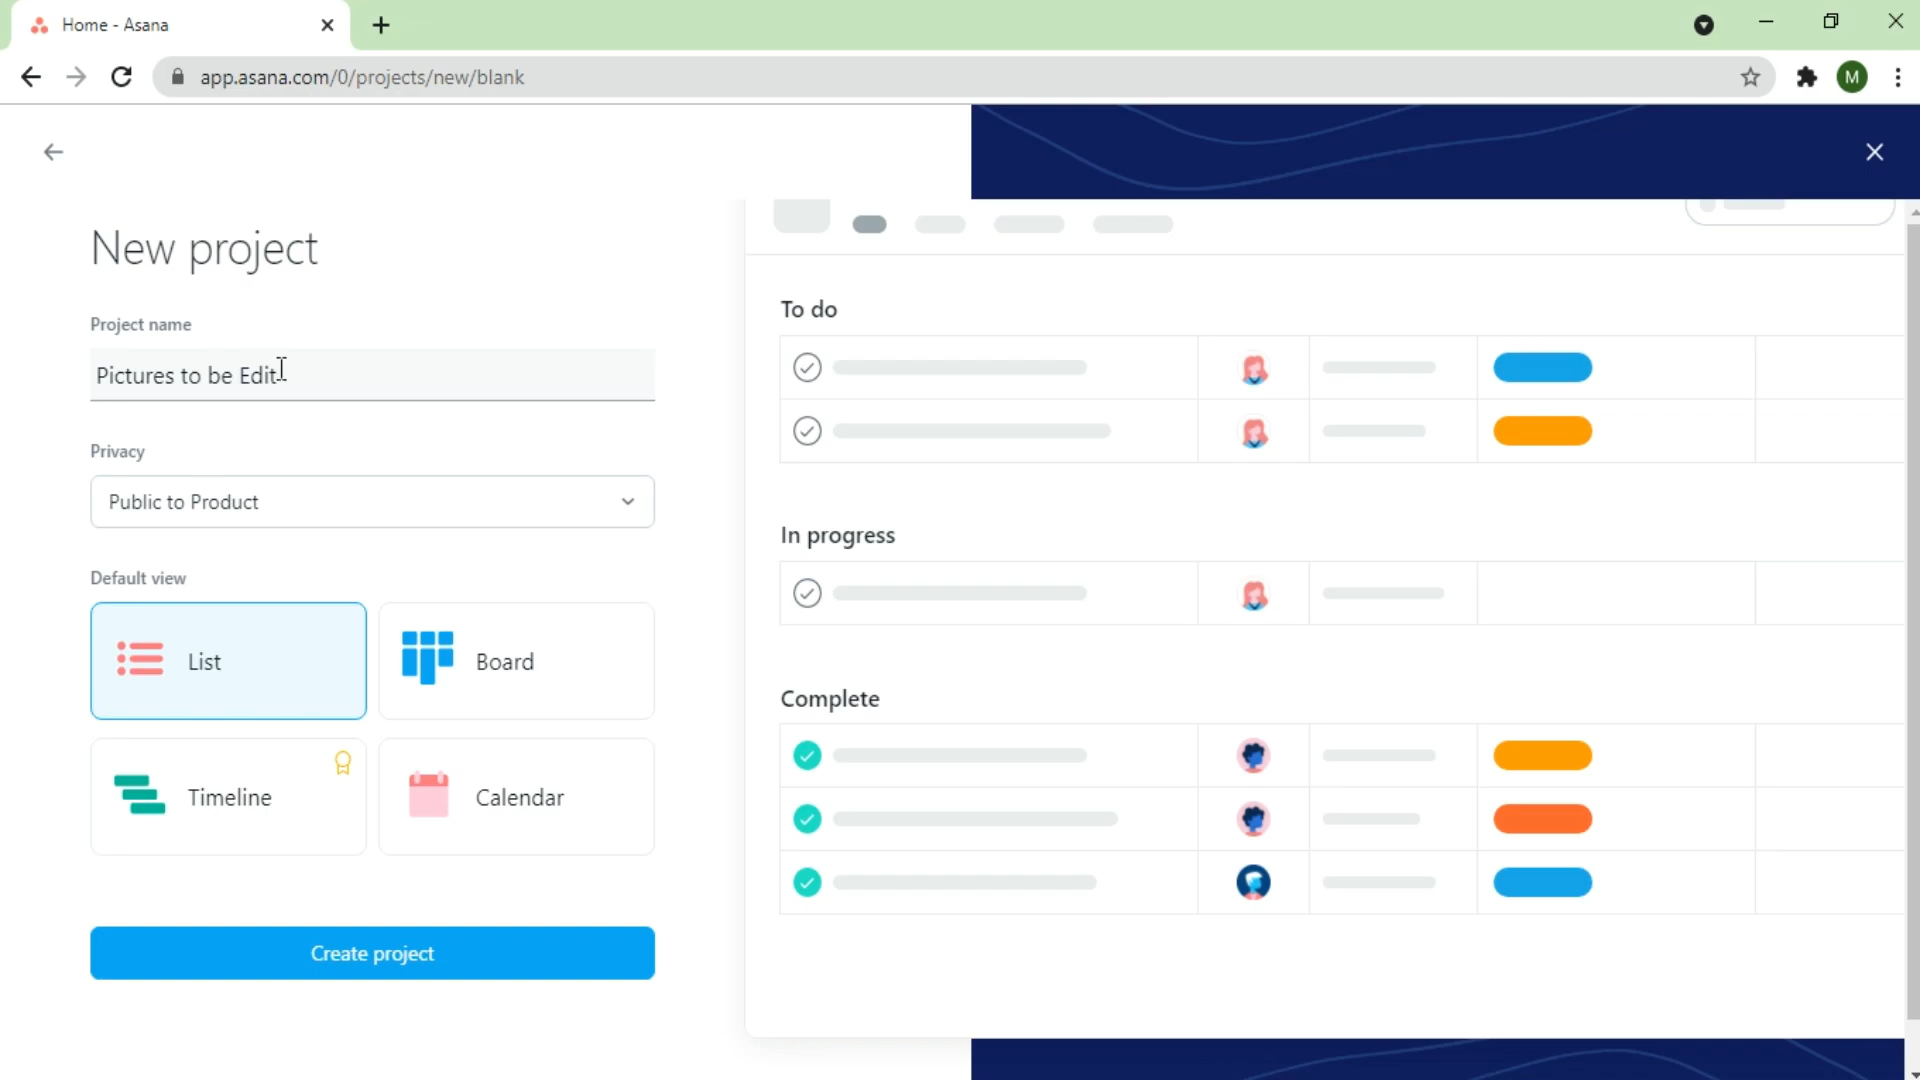 Home - Asana
app.asana.com/0/projects/new/blank
M
New project
Project name
Pictures to be Edit
Privacy
Public to Product
Default view
List
Board
Timeline
Calendar
Create project
To do
In progress
Complete